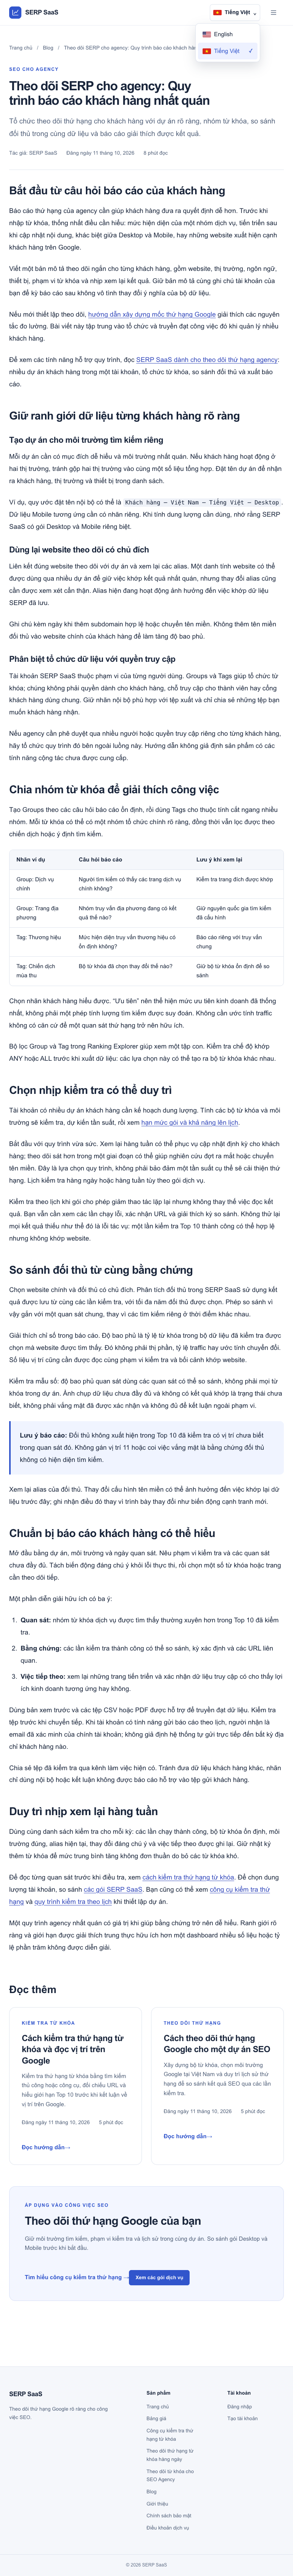 SERP SaaS
Tiếng Việt
English
Tiếng Việt ✓
Trang chủ / Blog / Theo dõi SERP cho agency: Quy trình báo cáo khách hàng
SEO CHO AGENCY
Theo dõi SERP cho agency: Quy
trình báo cáo khách hàng nhất quán
Tổ chức theo dõi thứ hạng cho khách hàng với dự án rõ ràng, nhóm từ khóa, so sánh
đối thủ trong cùng dữ liệu và báo cáo giải thích được kết quả.
Tác giả: SERP SaaS Đăng ngày 11 tháng 10, 2026 6 phút đọc
Bắt đầu từ câu hỏi báo cáo của khách hàng
Báo cáo thứ hạng của agency cần giúp khách hàng đưa ra quyết định dễ hơn. Trước khi
nhập từ khóa, thống nhất điều cần hiểu: mức hiện diện của một nhóm dịch vụ, tiến triển sau
khi cập nhật nội dung, khác biệt giữa Desktop và Mobile, hay những website xuất hiện cạnh
khách hàng trên Google.
Viết một bản mô tả theo dõi ngắn cho từng khách hàng, gồm website, thị trường, ngôn ngữ,
thiết bị, phạm vi từ khóa và nhịp xem lại kết quả. Giữ bản mô tả cùng ghi chú tài khoản của
bạn để kỳ báo cáo sau không vô tình thay đổi ý nghĩa của bộ dữ liệu.
Nếu mới thiết lập theo dõi, hướng dẫn xây dựng mốc thứ hạng Google giải thích các nguyên
tắc đo lường. Bài viết này tập trung vào tổ chức và truyền đạt công việc đó khi quản lý nhiều
khách hàng.
Để xem các tính năng hỗ trợ quy trình, đọc SERP SaaS dành cho theo dõi thứ hạng agency:
nhiều dự án khách hàng trong một tài khoản, tổ chức từ khóa, so sánh đối thủ và xuất báo
cáo.
Giữ ranh giới dữ liệu từng khách hàng rõ ràng
Tạo dự án cho môi trường tìm kiếm riêng
Mỗi dự án cần có mục đích dễ hiểu và môi trường nhất quán. Nếu khách hàng hoạt động ở
hai thị trường, tránh gộp hai thị trường vào cùng một số liệu tổng hợp. Đặt tên dự án để nhận
ra khách hàng, thị trường và thiết bị trong danh sách.
Ví dụ, quy ước đặt tên nội bộ có thể là Khách hàng — Việt Nam — Tiếng Việt — Desktop.
Dữ liệu Mobile tương ứng cần có nhãn riêng. Khi tính dung lượng cần dùng, nhớ rằng SERP
SaaS có gói Desktop và Mobile riêng biệt.
Dùng lại website theo dõi có chủ đích
Liên kết đúng website theo dõi với dự án và xem lại các alias. Một danh tính website có thể
được dùng qua nhiều dự án để giữ việc khớp kết quả nhất quán, nhưng thay đổi alias cũng
cần được xem xét cẩn thận. Alias hiện đang hoạt động ảnh hưởng đến việc khớp dữ liệu
SERP đã lưu.
Ghi chú kèm ngày khi thêm subdomain hợp lệ hoặc chuyển tên miền. Không thêm tên miền
đối thủ vào website chính của khách hàng để làm tăng độ bao phủ.
Phân biệt tổ chức dữ liệu với quyền truy cập
Tài khoản SERP SaaS thuộc phạm vi của từng người dùng. Groups và Tags giúp tổ chức từ
khóa; chúng không phải quyền dành cho khách hàng, chỗ truy cập cho thành viên hay cổng
khách hàng dùng chung. Giữ nhãn nội bộ phù hợp với tệp xuất và chỉ chia sẻ những tệp được
chọn sau khi kiểm tra phạm vi khách hàng, loại trừ nội dung của
khách hàng nhận hàng.
Nếu agency cần phê duyệt qua nhiều người hoặc quyền truy cập riêng cho từng khách hàng,
hãy tổ chức quy trình đó bên ngoài luồng này. Hướng dẫn không giả định sản phẩm có các
tính năng cộng tác chưa được cung cấp.
Chia nhóm từ khóa để giải thích công việc
Tạo Groups theo các câu hỏi báo cáo ổn định, rồi dùng Tags cho thuộc tính cắt ngang nhiều
nhóm. Mỗi từ khóa có thể có một nhóm tổ chức chính rõ ràng, đồng thời vẫn lọc được theo
chiến dịch hoặc ý định tìm kiếm.
Nhãn ví dụ Câu hỏi báo cáo Lưu ý khi xem lại
Group: Dịch vụ chính Người tìm kiếm có thấy các trang dịch vụ chính không? Kiểm tra trang đích được khớp
Group: Trang địa phương Nhóm truy vấn địa phương đang có kết quả thế nào? Giữ nguyên quốc gia tìm kiếm đã cấu hình
Tag: Thương hiệu Mức hiện diện truy vấn thương hiệu có ổn định không? Báo cáo riêng với truy vấn chung
Tag: Chiến dịch mùa thu Bộ từ khóa đã chọn thay đổi thế nào? Giữ bộ từ khóa ổn định để so sánh
Chọn nhãn khách hàng hiểu được. “Ưu tiên” nên thể hiện mức ưu tiên kinh doanh đã thống
nhất, không phải một phép tính lượng tìm kiếm được suy đoán. Không cần ước tính traffic
không có căn cứ để một quan sát thứ hạng trở nên hữu ích.
Bộ lọc Group và Tag trong Ranking Explorer giúp xem một tập con. Kiểm tra chế độ khớp
ANY hoặc ALL trước khi xuất dữ liệu: các lựa chọn này có thể tạo ra bộ từ khóa khác nhau.
Chọn nhịp kiểm tra có thể duy trì
Tài khoản có nhiều dự án khách hàng vẫn cần kế hoạch dung lượng. Tính các bộ từ khóa và môi
trường sẽ kiểm tra, dự kiến tần suất, rồi xem hạn mức gói và khả năng lên lịch.
Bắt đầu với quy trình vừa sức. Xem lại hàng tuần có thể phục vụ cập nhật định kỳ cho khách
hàng; theo dõi sát hơn trong một giai đoạn có thể giúp nghiên cứu đợt ra mắt hoặc chuyển
tên miền. Đây là lựa chọn quy trình, không phải lần nào kiểm tra cũng sẽ cho thấy thay đổi thứ
hạng. Lịch kiểm tra hàng ngày hoặc hàng tuần tùy theo gói dịch vụ.
Kiểm tra theo lịch khi gói cho phép giảm thao tác lặp lại nhưng không thay thế việc đọc kết
quả. Bạn vẫn cần xem các lần chạy lỗi, xác nhận URL và giải thích kỳ so sánh. Không thử lại
mọi kết quả thiếu như thể đó là lỗi tác vụ: một lần kiểm tra Top 10 thành công có thể hợp lệ
nhưng không khớp website.
So sánh đối thủ từ cùng bằng chứng
Chọn website chính và đối thủ có chủ đích. Phân tích đối thủ trong SERP SaaS sử dụng kết
quả được lưu từ cùng các lần kiểm tra, với tối đa năm đối thủ được chọn. Phép so sánh vì
vậy gắn với quan sát chung, thay vì các mục tiêu chọn riêng ở thời điểm khác nhau.
Giải thích chỉ số trong báo cáo. Độ bao phủ là tỷ lệ từ khóa trong đó lần kiểm tra được
chọn mà website được tìm thấy. Đó không phải thị phần, tỷ lệ traffic hay ước tính chuyển đổi.
Số liệu vị trí cũng cần được đọc cùng phạm vi kiểm tra và bối cảnh khớp website.
Kiểm tra mẫu số: độ bao phủ quan sát dùng các quan sát có thể so sánh, không phải mọi từ
khóa trong dự án. Ảnh chụp dữ liệu chưa đầy đủ và không có kết quả khớp là trạng thái chưa
biết, không phải vị trí thứ hạng đã xác nhận và không đủ để kết luận ngoài phạm vi.
Lưu ý báo cáo: Đối thủ không xuất hiện trong Top 10 đã kiểm tra có vị trí chưa biết
trong quan sát đó. Không gán vị trí 11 hoặc coi việc vắng mặt là bằng chứng đối thủ
không có hiện diện tìm kiếm.
Xem lại alias của đối thủ. Thay đổi cấu hình tên miền có thể ảnh hưởng đến việc khớp lại dữ
liệu trước đây; ghi nhận điều đó thay vì trình bày thay đổi như biến động cạnh tranh mới.
Chuẩn bị báo cáo khách hàng có thể hiểu
Mở đầu bằng dự án, môi trường và ngày quan sát. Nêu phạm vi kiểm tra và các quan sát
chưa đầy đủ. Tách biến động đáng chú ý khỏi lỗi thực thi, rồi chọn một số từ khóa hoặc trang
cần theo dõi tiếp.
Một phần diễn giải hữu ích có ba ý:
1. Quan sát: nhóm từ khóa dịch vụ được tìm thấy thường xuyên hơn trong Top 10 đã kiểm
tra.
2. Bằng chứng: các lần kiểm tra thành công có thể so sánh, kỳ xác định và các URL liên
quan.
3. Việc tiếp theo: xem lại những trang tiến triển và xác nhận dữ liệu truy cập có cho thấy lợi
ích kinh doanh tương ứng hay không.
Dùng bản xem trước và các tệp CSV hoặc PDF được hỗ trợ để truyền đạt dữ liệu. Kiểm tra
tệp trước khi chuyển tiếp. Khi tài khoản có tính năng gửi báo cáo theo lịch, người nhận là
email đã xác minh của chính tài khoản; không giả định hệ thống tự gửi trực tiếp đến bất kỳ địa
chỉ khách hàng nào.
Chia sẻ tệp đã kiểm tra qua kênh làm việc hiện có. Tránh đưa dữ liệu khách hàng khác, nhãn
chỉ dùng nội bộ hoặc kết luận không được báo cáo hỗ trợ vào tệp gửi khách hàng.
Duy trì nhịp xem lại hàng tuần
Dùng cùng danh sách kiểm tra cho mỗi kỳ: các lần chạy thành công, bộ từ khóa ổn định, môi
trường đúng, alias hiện tại, thay đổi đáng chú ý và việc tiếp theo được ghi lại. Giữ nhật ký
thêm từ khóa để mức trung bình tăng không đơn thuần do bỏ các từ khóa khó.
Để đọc từng quan sát trước khi điều tra, xem cách kiểm tra thứ hạng từ khóa. Để chọn dung
lượng tài khoản, so sánh các gói SERP SaaS. Bạn cũng có thể xem công cụ kiểm tra thứ
hạng và quy trình kiểm tra theo lịch khi thiết lập dự án.
Một quy trình agency nhất quán có giá trị khi giúp bằng chứng trở nên dễ hiểu. Ranh giới rõ
ràng và giới hạn được giải thích trung thực hữu ích hơn một dashboard nhiều số liệu mơ hồ tỷ
lệ phần trăm không được diễn giải.
Đọc thêm
KIỂM TRA TỪ KHÓA
Cách kiểm tra thứ hạng từ
khóa và đọc vị trí trên
Google
Kiểm tra thứ hạng từ khóa bằng tìm kiếm
thủ công hoặc công cụ, đối chiếu URL và
hiểu giới hạn Top 10 trước khi kết luận về
vị trí trên Google.
Đăng ngày 11 tháng 10, 2026 5 phút đọc
Đọc hướng dẫn→
THEO DÕI THỨ HẠNG
Cách theo dõi thứ hạng
Google cho một dự án SEO
Xây dựng bộ từ khóa, chọn môi trường
Google tại Việt Nam và duy trì lịch sử thứ
hạng để so sánh kết quả SEO qua các lần
kiểm tra.
Đăng ngày 11 tháng 10, 2026 5 phút đọc
Đọc hướng dẫn→
ÁP DỤNG VÀO CÔNG VIỆC SEO
Theo dõi thứ hạng Google của bạn
Giữ môi trường tìm kiếm, phạm vi kiểm tra và lịch sử trong cùng dự án. So sánh gói Desktop và
Mobile trước khi bắt đầu.
Tìm hiểu công cụ kiểm tra thứ hạng →
Xem các gói dịch vụ
SERP SaaS
Theo dõi thứ hạng Google rõ ràng cho công
việc SEO.
Sản phẩm
Trang chủ
Bảng giá
Công cụ kiểm tra thứ
hạng từ khóa
Theo dõi thứ hạng từ
khóa hàng ngày
Theo dõi từ khóa cho
SEO Agency
Blog
Giới thiệu
Chính sách bảo mật
Điều khoản dịch vụ
Tài khoản
Đăng nhập
Tạo tài khoản
© 2026 SERP SaaS